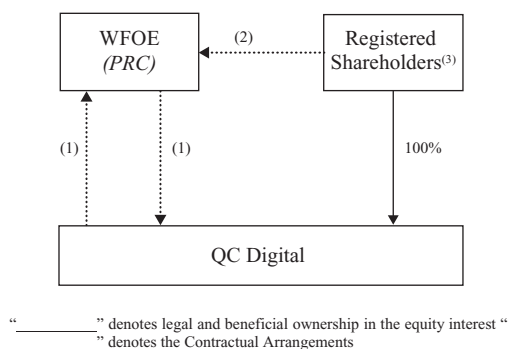 WFOE
(PRC)
(2)
Registered
Shareholders(3)
(1)
(1)
100%
QC Digital
“________” denotes legal and beneficial ownership in the equity interest “
” denotes the Contractual Arrangements